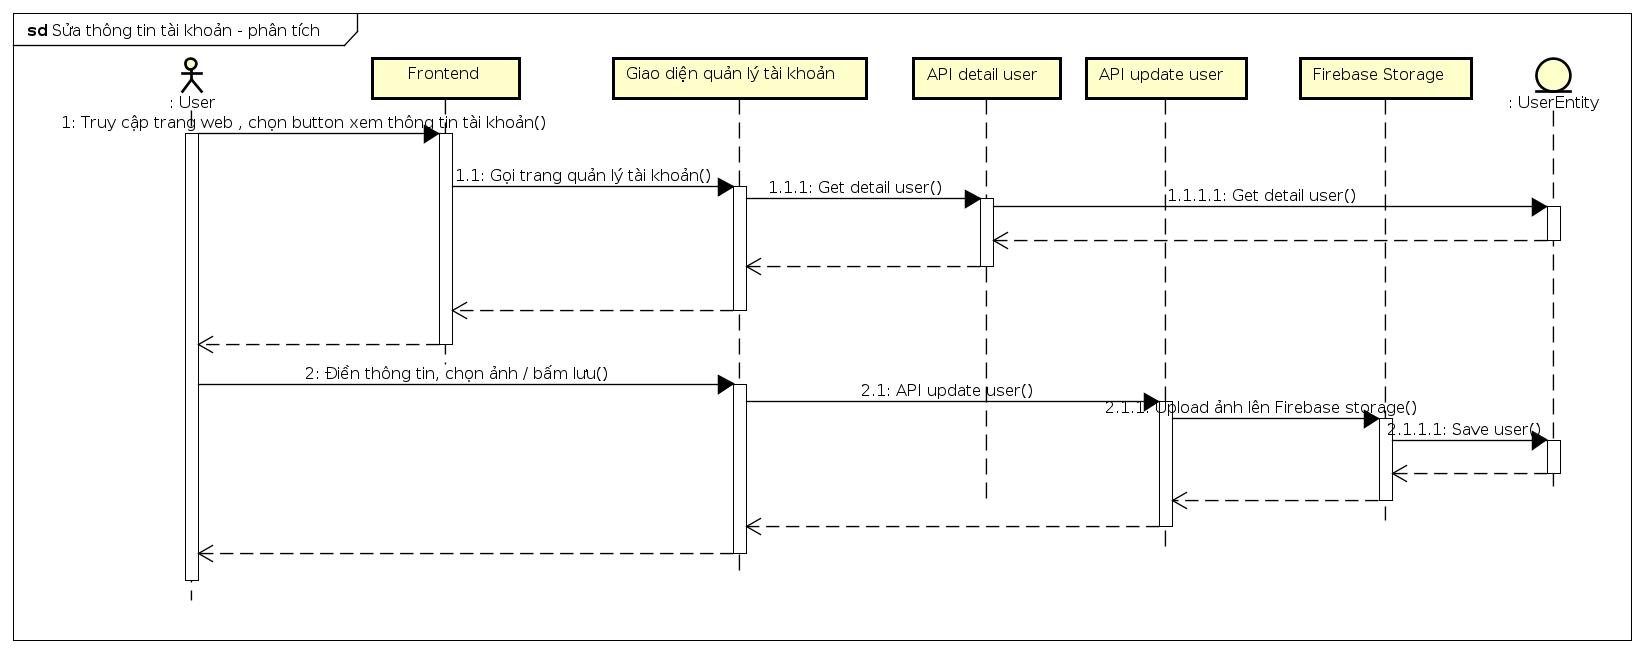 sd Sửa thông tin tài khoản - phân tích
Frontend
Giao diện quản lý tài khoản
API detail user
API update user
Firebase Storage
: User
: UserEntity
1: Truy cập trang web , chọn button xem thông tin tài khoản()
1.1: Gọi trang quản lý tài khoản()
1.1.1: Get detail user()
1.1.1.1: Get detail user()
2: Điền thông tin, chọn ảnh / bấm lưu()
2.1: API update user()
2.1.1: Upload ảnh lên Firebase storage()
2.1.1.1: Save user()